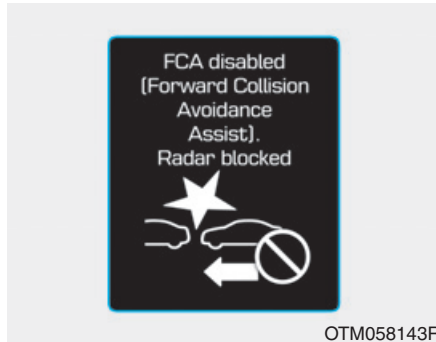 FCA disabled
(Forward Collision
Avoidance
Assist).
Radar blocked
OTM058143F